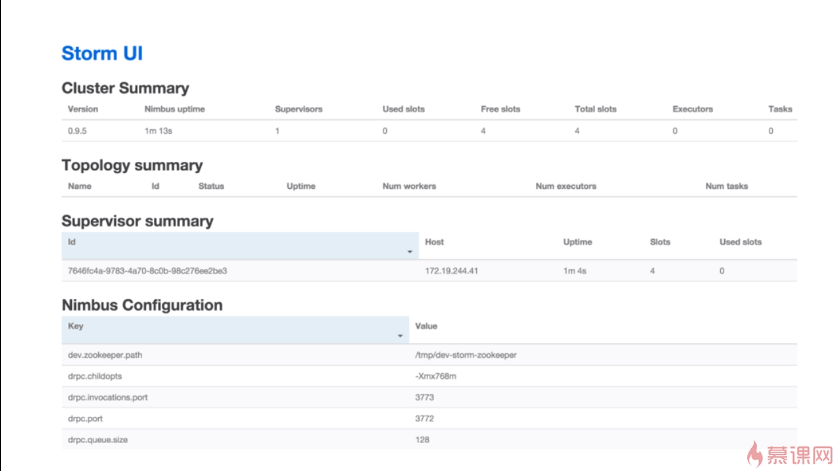 Storm UI
Cluster Summary
Version Nimbus uptime Supervisors Used slots Free slots Total slots Executors Tasks
0.9.5 1m 13s 1 0 4 4 0 0
Topology summary
Name Id Status Uptime Num workers Num executors Num tasks
Supervisor summary
Id Host Uptime Slots Used slots
7646fc4a-9783-4a70-8c0b-98c276ee2be3 172.19.244.41 1m 4s 4 0
Nimbus Configuration
Key Value
dev.zookeeper.path /tmp/dev-storm-zookeeper
drpc.childopts -Xmx768m
drpc.invocations.port 3773
drpc.port 3772
drpc.queue.size 128
慕课网